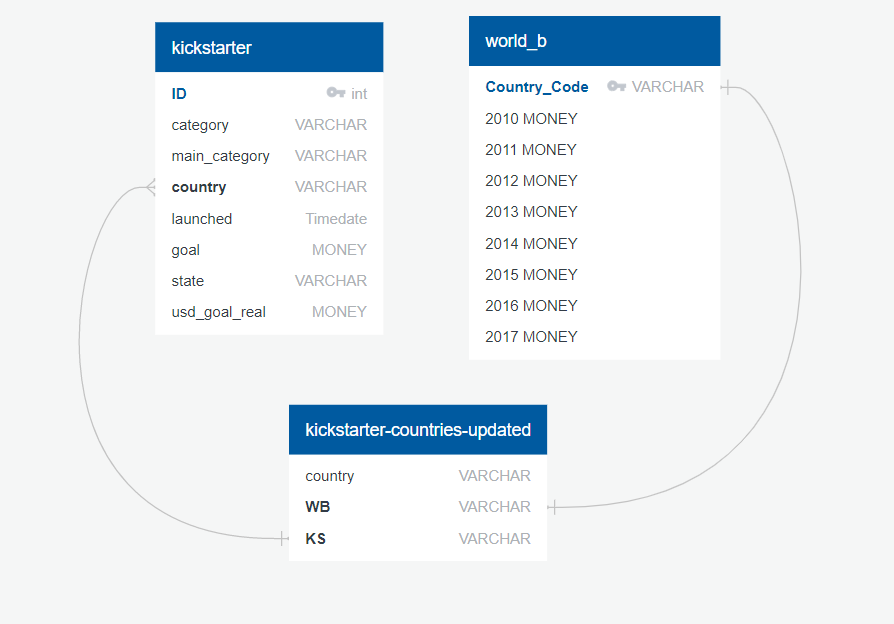 kickstarter
ID int
category VARCHAR
main_category VARCHAR
country VARCHAR
launched Timedate
goal MONEY
state VARCHAR
usd_goal_real MONEY
world_b
Country_Code VARCHAR
2010 MONEY
2011 MONEY
2012 MONEY
2013 MONEY
2014 MONEY
2015 MONEY
2016 MONEY
2017 MONEY
kickstarter-countries-updated
country VARCHAR
WB VARCHAR
KS VARCHAR